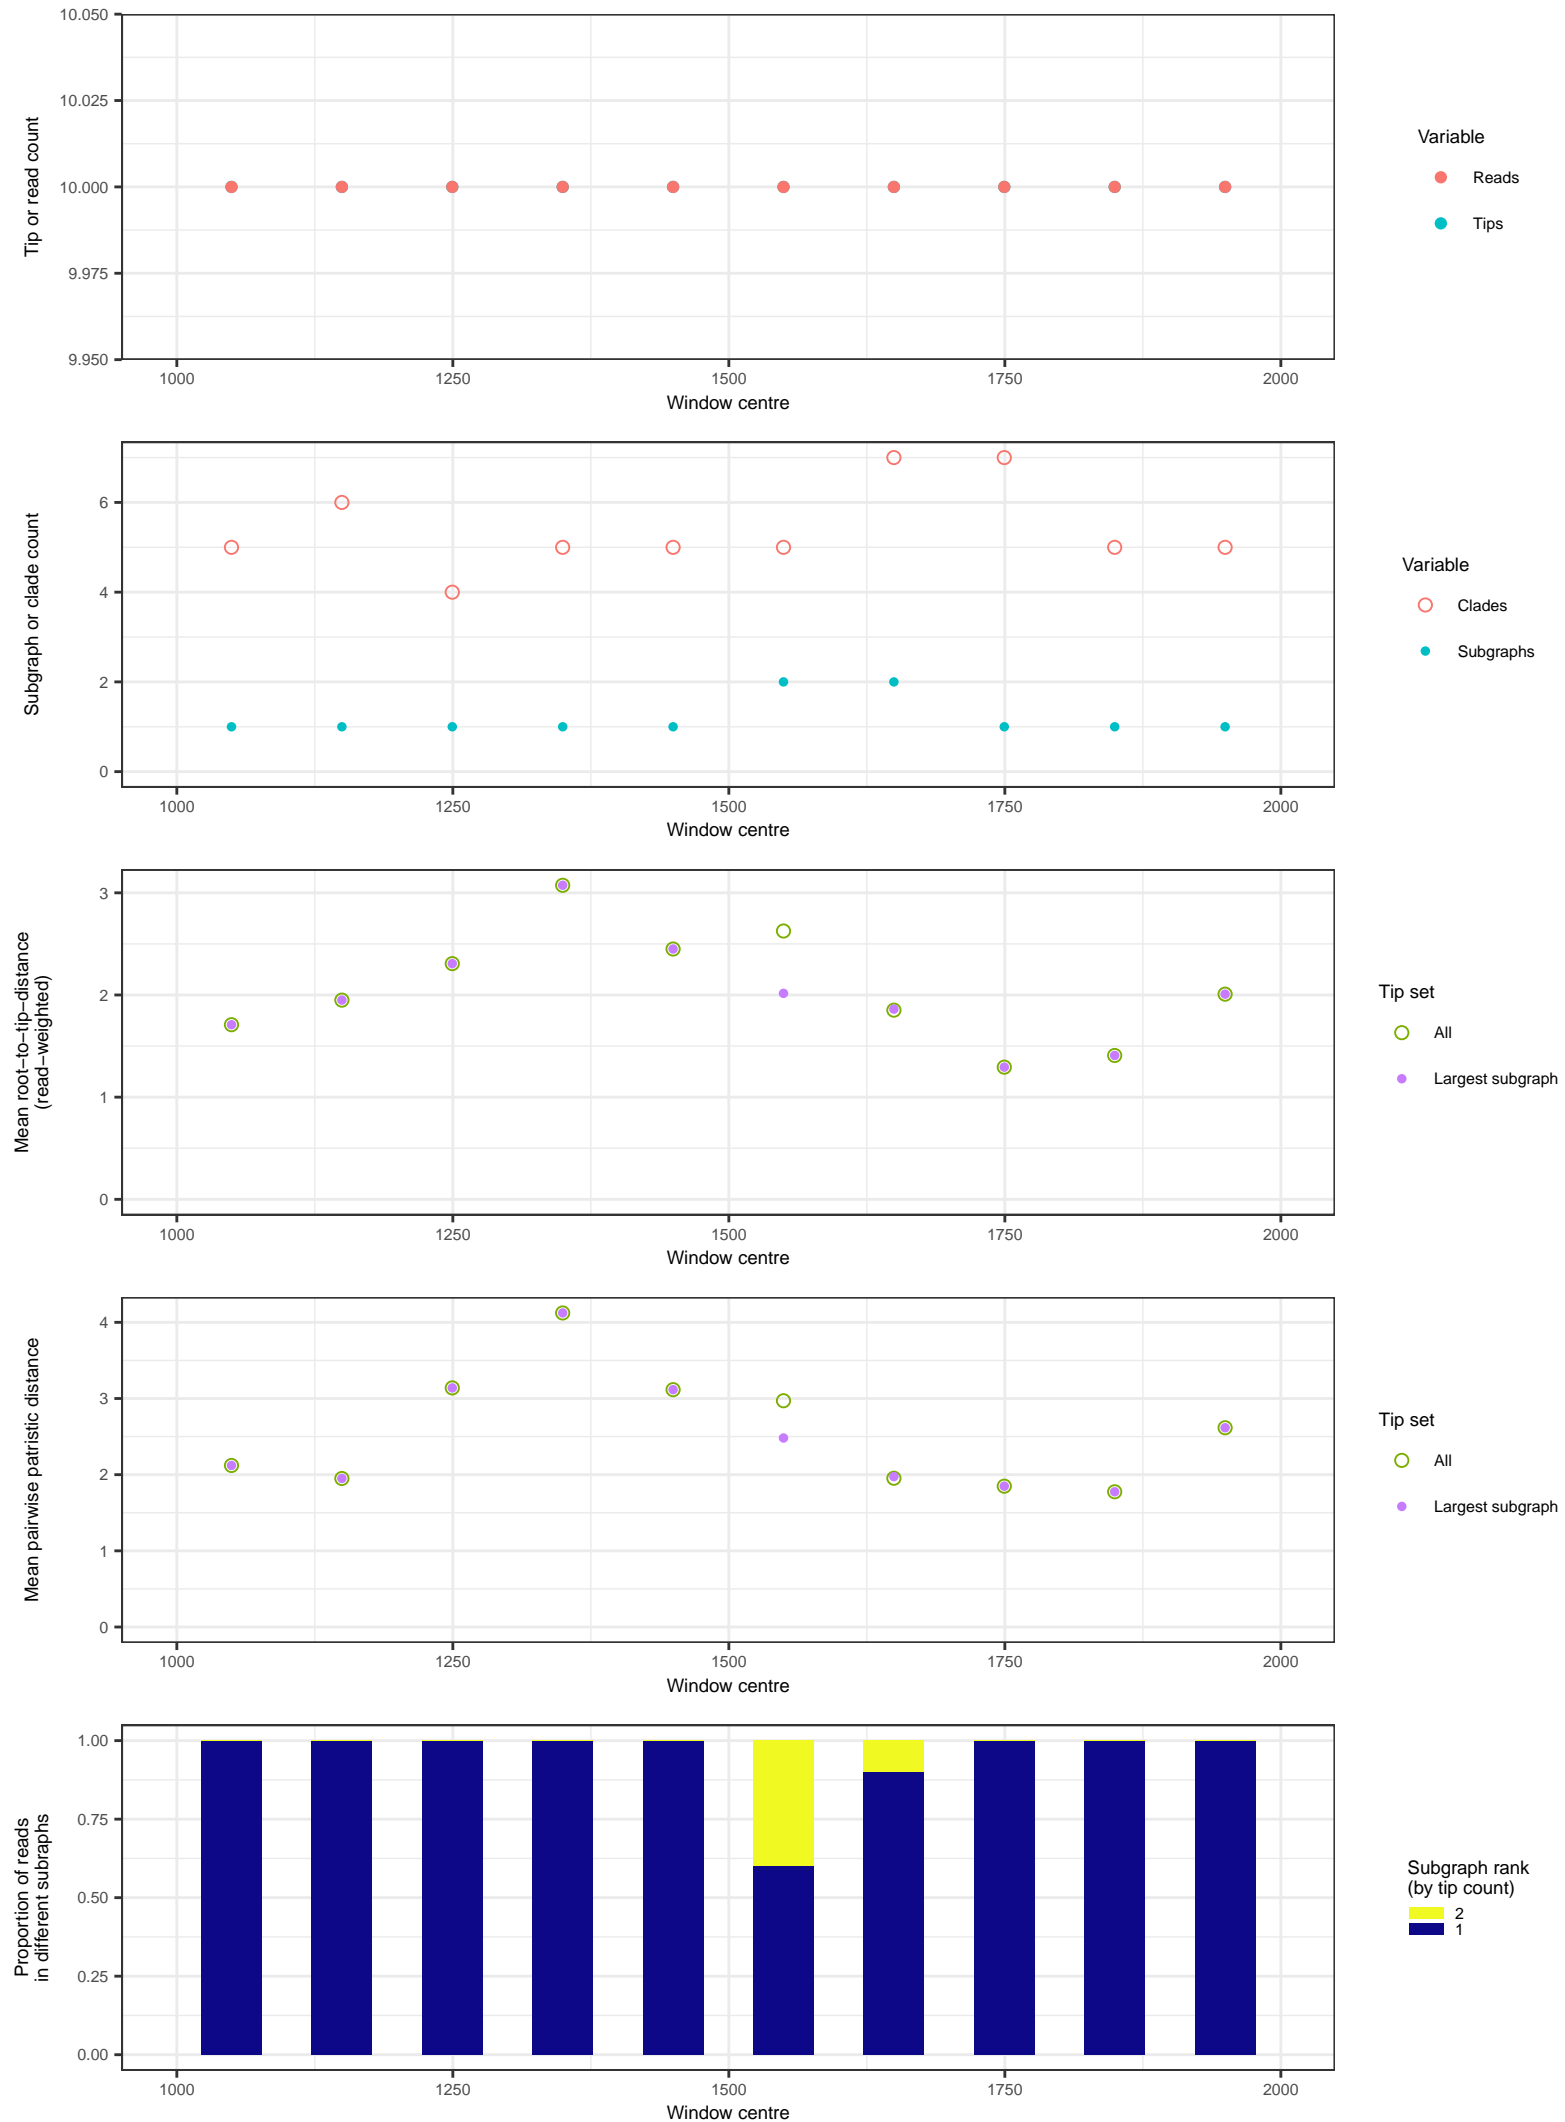 10.050
10.025
10.000
9.975
9.950
Tip or read count
1000 1250 1500 1750 2000
Window centre
Variable
Reads
Tips
6
4
2
0
Subgraph or clade count
1000 1250 1500 1750 2000
Window centre
Variable
Clades
Subgraphs
3
2
1
0
Mean root−to−tip−distance
(read−weighted)
1000 1250 1500 1750 2000
Window centre
Tip set
All
Largest subgraph
4
3
2
1
0
Mean pairwise patristic distance
1000 1250 1500 1750 2000
Window centre
Tip set
All
Largest subgraph
1.00
0.75
0.50
0.25
0.00
Proportion of reads
in different subraphs
1000 1250 1500 1750 2000
Window centre
Subgraph rank
(by tip count)
2
1